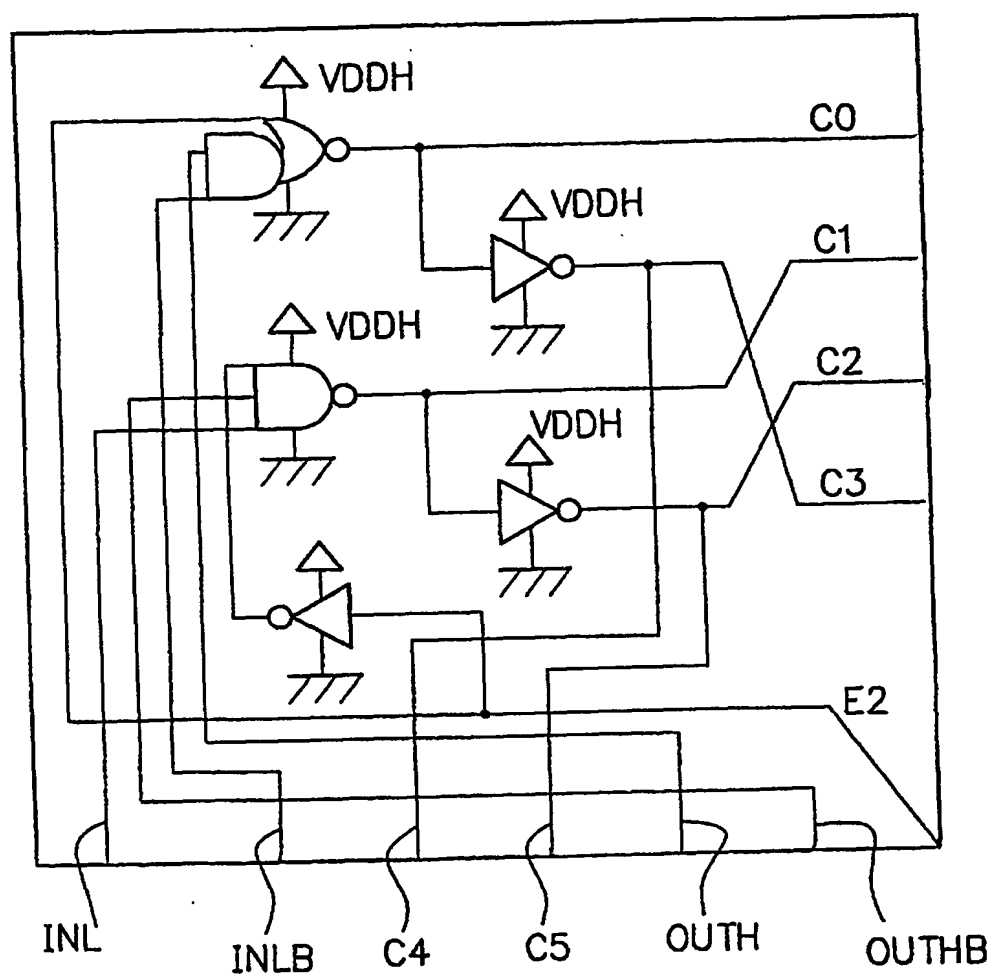 VDDH
C0
VDDH
C1
VDDH
C2
VDDH
C3
E2
INL
INLB
C4
C5
OUTH
OUTHB